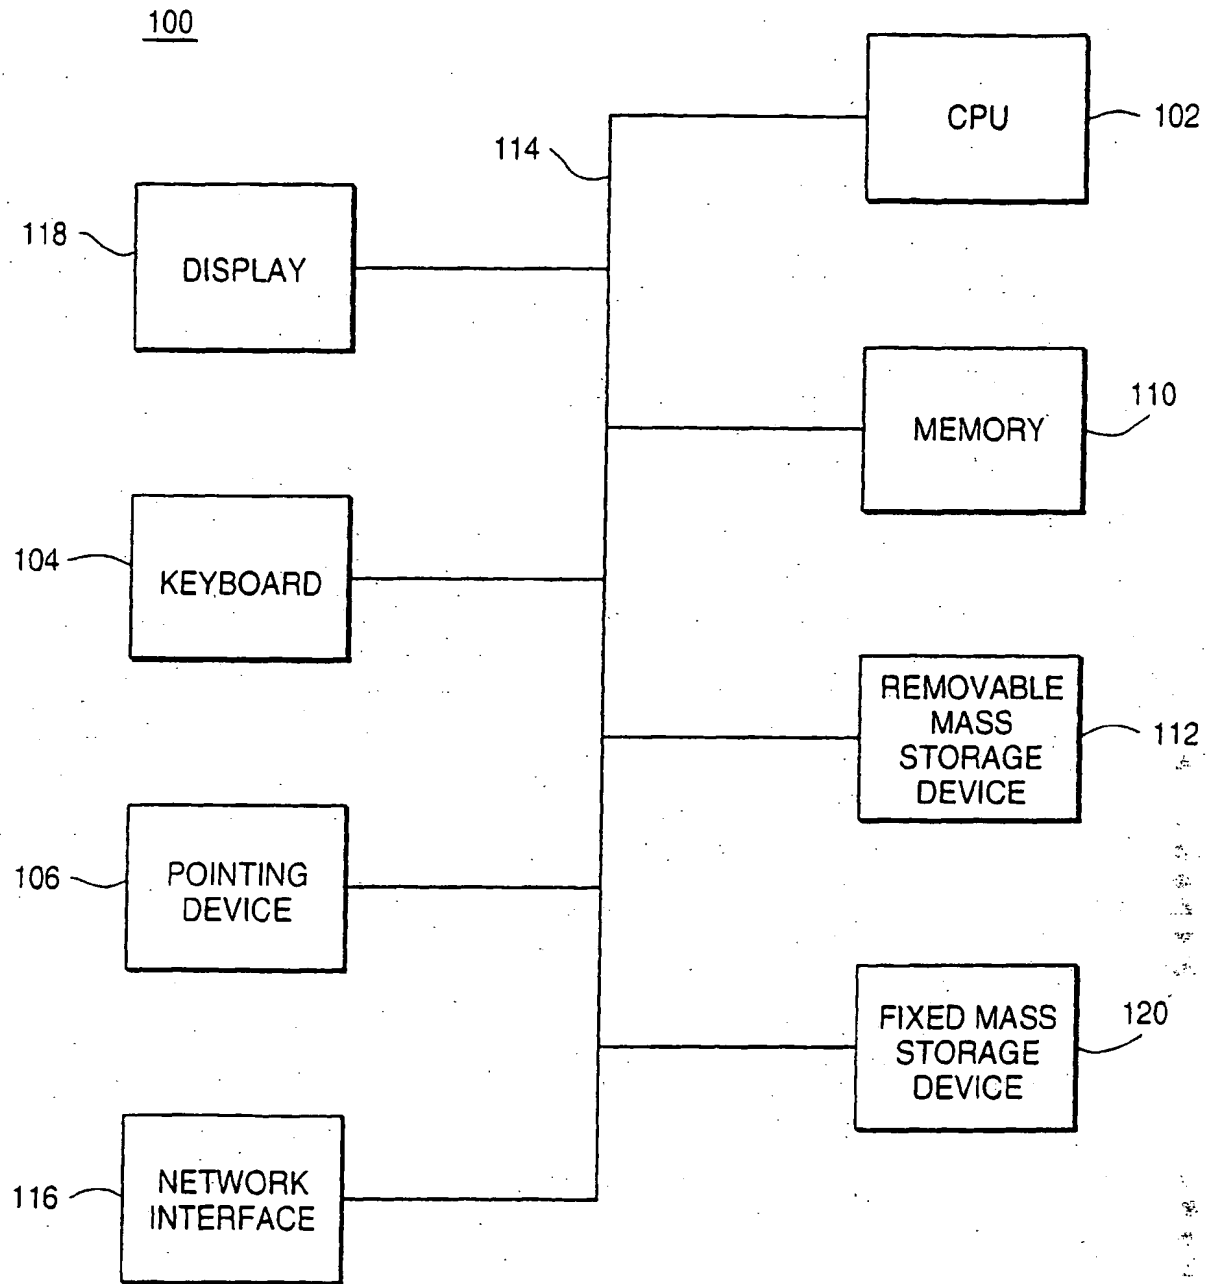 100
CPU
102
114
118
DISPLAY
MEMORY
110
104
KEYBOARD
REMOVABLE
MASS
STORAGE
DEVICE
112
106
POINTING
DEVICE
FIXED MASS
STORAGE
DEVICE
120
116
NETWORK
INTERFACE